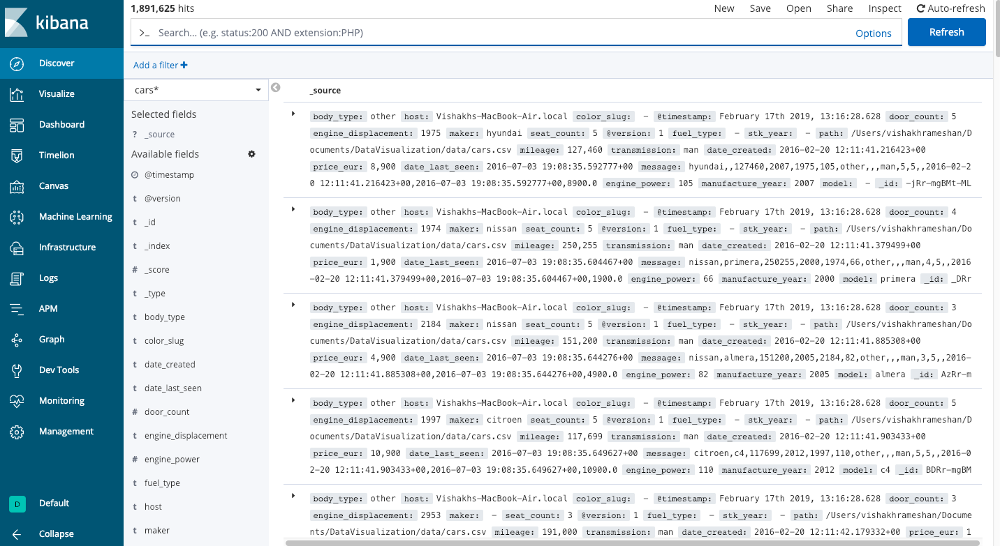 kibana
Discover
Visualize
Dashboard
Timelion
Canvas
Machine Learning
Infrastructure
Logs
APM
Graph
Dev Tools
Monitoring
Management
D Default
Collapse
1,891,625 hits
New Save Open Share Inspect Auto-refresh
>_ Search... (e.g. status:200 AND extension:PHP) Options Refresh
Add a filter +
cars*
Selected fields
? _source
Available fields
@timestamp
t @version
t _id
t _index
# _score
t _type
t body_type
t color_slug
t date_created
t date_last_seen
# door_count
t engine_displacement
# engine_power
t fuel_type
t host
t maker
_source
body_type: other host: Vishakhs-MacBook-Air.local color_slug: – @timestamp: February 17th 2019, 13:16:28.628 door_count: 5
engine_displacement: 1975 maker: hyundai seat_count: 5 @version: 1 fuel_type: – stk_year: – path: /Users/vishakhrameshan/D
ocuments/DataVisualization/data/cars.csv mileage: 127,460 transmission: man date_created: 2016-02-20 12:11:41.216423+00
price_eur: 8,900 date_last_seen: 2016-07-03 19:08:35.592777+00 message: hyundai,,127460,2007,1975,105,other,,,man,5,5,,2016-02-2
0 12:11:41.216423+00,2016-07-03 19:08:35.592777+00,8900.0 engine_power: 105 manufacture_year: 2007 model: – _id: -jRr-mgBMt-ML
body_type: other host: Vishakhs-MacBook-Air.local color_slug: – @timestamp: February 17th 2019, 13:16:28.628 door_count: 4
engine_displacement: 1974 maker: nissan seat_count: 5 @version: 1 fuel_type: – stk_year: – path: /Users/vishakhrameshan/Do
cuments/DataVisualization/data/cars.csv mileage: 250,255 transmission: man date_created: 2016-02-20 12:11:41.379499+00
price_eur: 1,900 date_last_seen: 2016-07-03 19:08:35.604467+00 message: nissan,primera,250255,2000,1974,66,other,,,man,4,5,,2016
-02-20 12:11:41.379499+00,2016-07-03 19:08:35.604467+00,1900.0 engine_power: 66 manufacture_year: 2000 model: primera _id: _DRr
body_type: other host: Vishakhs-MacBook-Air.local color_slug: – @timestamp: February 17th 2019, 13:16:28.628 door_count: 3
engine_displacement: 2184 maker: nissan seat_count: 5 @version: 1 fuel_type: – stk_year: – path: /Users/vishakhrameshan/Do
cuments/DataVisualization/data/cars.csv mileage: 151,200 transmission: man date_created: 2016-02-20 12:11:41.885308+00
price_eur: 4,900 date_last_seen: 2016-07-03 19:08:35.644276+00 message: nissan,almera,151200,2005,2184,82,other,,,man,3,5,,2016-
02-20 12:11:41.885308+00,2016-07-03 19:08:35.644276+00,4900.0 engine_power: 82 manufacture_year: 2005 model: almera _id: AzRr-m
body_type: other host: Vishakhs-MacBook-Air.local color_slug: – @timestamp: February 17th 2019, 13:16:28.628 door_count: 5
engine_displacement: 1997 maker: citroen seat_count: 5 @version: 1 fuel_type: – stk_year: – path: /Users/vishakhrameshan/D
ocuments/DataVisualization/data/cars.csv mileage: 117,699 transmission: man date_created: 2016-02-20 12:11:41.903433+00
price_eur: 10,900 date_last_seen: 2016-07-03 19:08:35.649627+00 message: citroen,c4,117699,2012,1997,110,other,,,man,5,5,,2016-0
2-20 12:11:41.903433+00,2016-07-03 19:08:35.649627+00,10900.0 engine_power: 110 manufacture_year: 2012 model: c4 _id: BDRr-mgBM
body_type: other host: Vishakhs-MacBook-Air.local color_slug: – @timestamp: February 17th 2019, 13:16:28.628 door_count: 3
engine_displacement: 2953 maker: – seat_count: 3 @version: 1 fuel_type: – stk_year: – path: /Users/vishakhrameshan/Docume
nts/DataVisualization/data/cars.csv mileage: 191,000 transmission: man date_created: 2016-02-20 12:11:42.179332+00 price_eur: 1